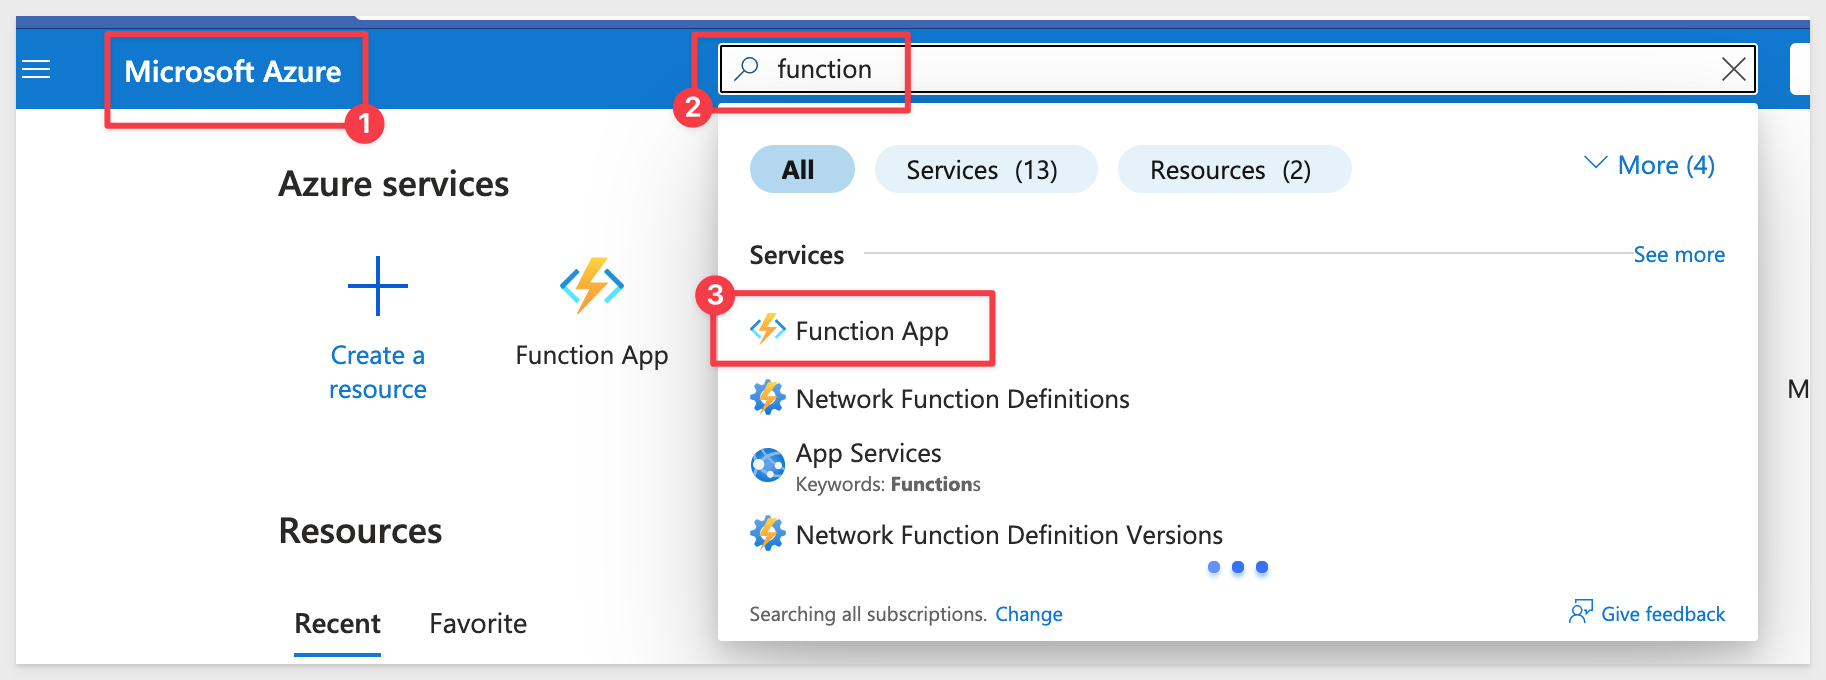 Microsoft Azure
1
function
2
All
Services (13)
Resources (2)
More (4)
Azure services
Create a
resource
Function App
Services
See more
3
Function App
Network Function Definitions
App Services
Keywords: Functions
Network Function Definition Versions
Searching all subscriptions. Change
Give feedback
M
Resources
Recent
Favorite